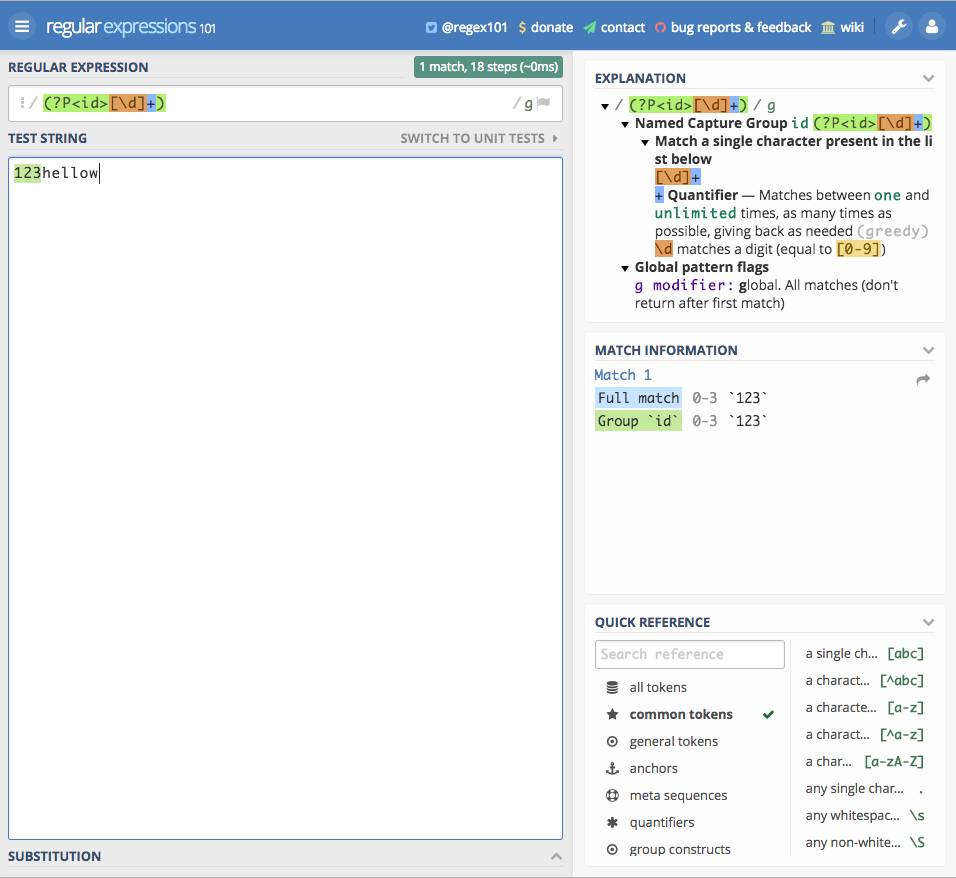 regular expressions 101
@regex101 $ donate contact bug reports & feedback wiki
REGULAR EXPRESSION
1 match, 18 steps (~0ms)
/ (?P<id>[\d]+) / g
TEST STRING
SWITCH TO UNIT TESTS
123hellow
SUBSTITUTION
EXPLANATION
/ (?P<id>[\d]+) / g
Named Capture Group id (?P<id>[\d]+)
Match a single character present in the li
st below
[\d]+
+ Quantifier — Matches between one and
unlimited times, as many times as
possible, giving back as needed (greedy)
\d matches a digit (equal to [0-9])
Global pattern flags
g modifier: global. All matches (don't
return after first match)
MATCH INFORMATION
Match 1
Full match 0-3 `123`
Group `id` 0-3 `123`
QUICK REFERENCE
Search reference
all tokens
common tokens
general tokens
anchors
meta sequences
quantifiers
group constructs
a single ch... [abc]
a charact... [^abc]
a characte... [a-z]
a charact... [^a-z]
a char... [a-zA-Z]
any single char... .
any whitespac... \s
any non-white... \S